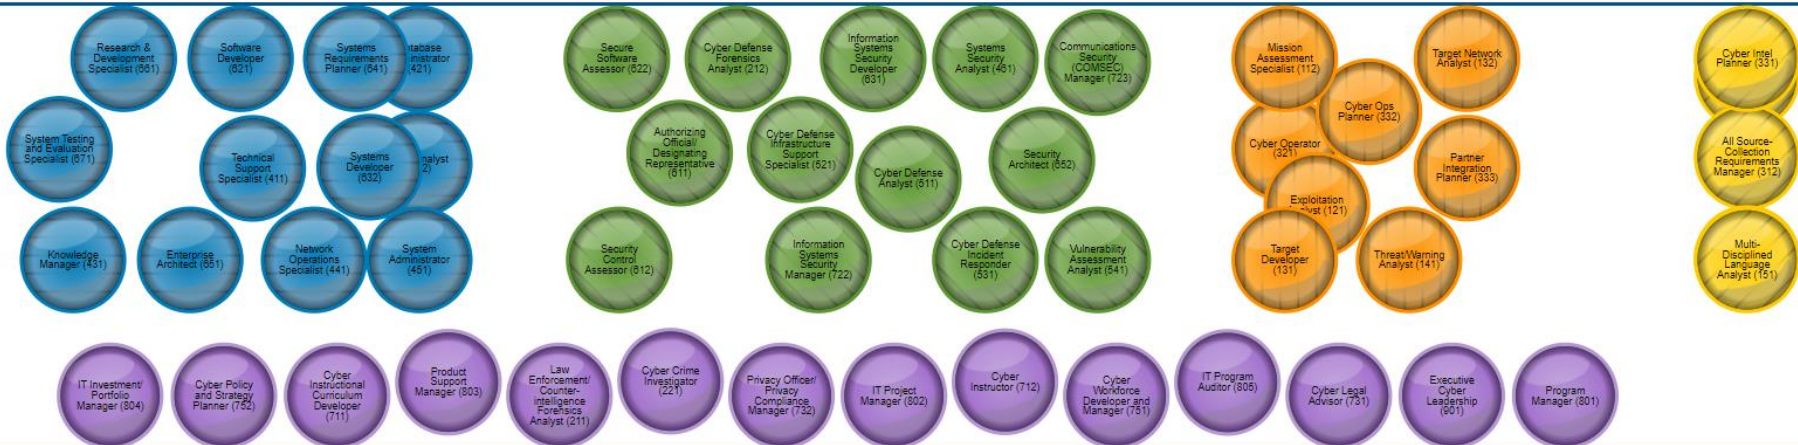 Research &
Development
Specialist (661)
Software
Developer
(621)
Systems
Requirements
Planner (641)
(421)
Secure
Software
Assessor (622)
Cyber Defense
Forensics
Analyst (212)
Information
Systems
Security
Developer
(631)
Systems
Security
Analyst (461)
Communications
Security
(COMSEC)
Manager (723)
Mission
Assessment
Specialist (112)
Target Network
Analyst (132)
Cyber Intel
Planner (331)
System Testing
and Evaluation
Specialist (671)
Technical
Support
Specialist (411)
Systems
Developer
(632)
Authorizing
Official/
Designating
Representative
(611)
Cyber Defense
Infrastructure
Support
Specialist (521)
Cyber Defense
Analyst (511)
Security
Architect (652)
Cyber Ops
Planner (332)
Cyber Operator
(321)
Partner
Integration
Planner (333)
Exploitation
(121)
All Source-
Collection
Requirements
Manager (312)
Knowledge
Manager (431)
Enterprise
Architect (651)
Network
Operations
Specialist (441)
System
Administrator
(451)
Security
Control
Assessor (612)
Information
Systems
Security
Manager (722)
Cyber Defense
Incident
Responder
(531)
Vulnerability
Assessment
Analyst (541)
Target
Developer
(131)
Threat/Warning
Analyst (141)
Multi-
Disciplined
Language
Analyst (151)
IT Investment/
Portfolio
Manager (804)
Cyber Policy
and Strategy
Planner (752)
Cyber
Instructional
Curriculum
Developer
(711)
Product
Support
Manager (803)
Law
Enforcement/
Counter-
intelligence
Forensics
Analyst (211)
Cyber Crime
Investigator
(221)
Privacy Officer/
Privacy
Compliance
Manager (732)
IT Project
Manager (802)
Cyber
Instructor (712)
Cyber
Workforce
Developer and
Manager (751)
IT Program
Auditor (805)
Cyber Legal
Advisor (731)
Executive
Cyber
Leadership
(901)
Program
Manager (801)